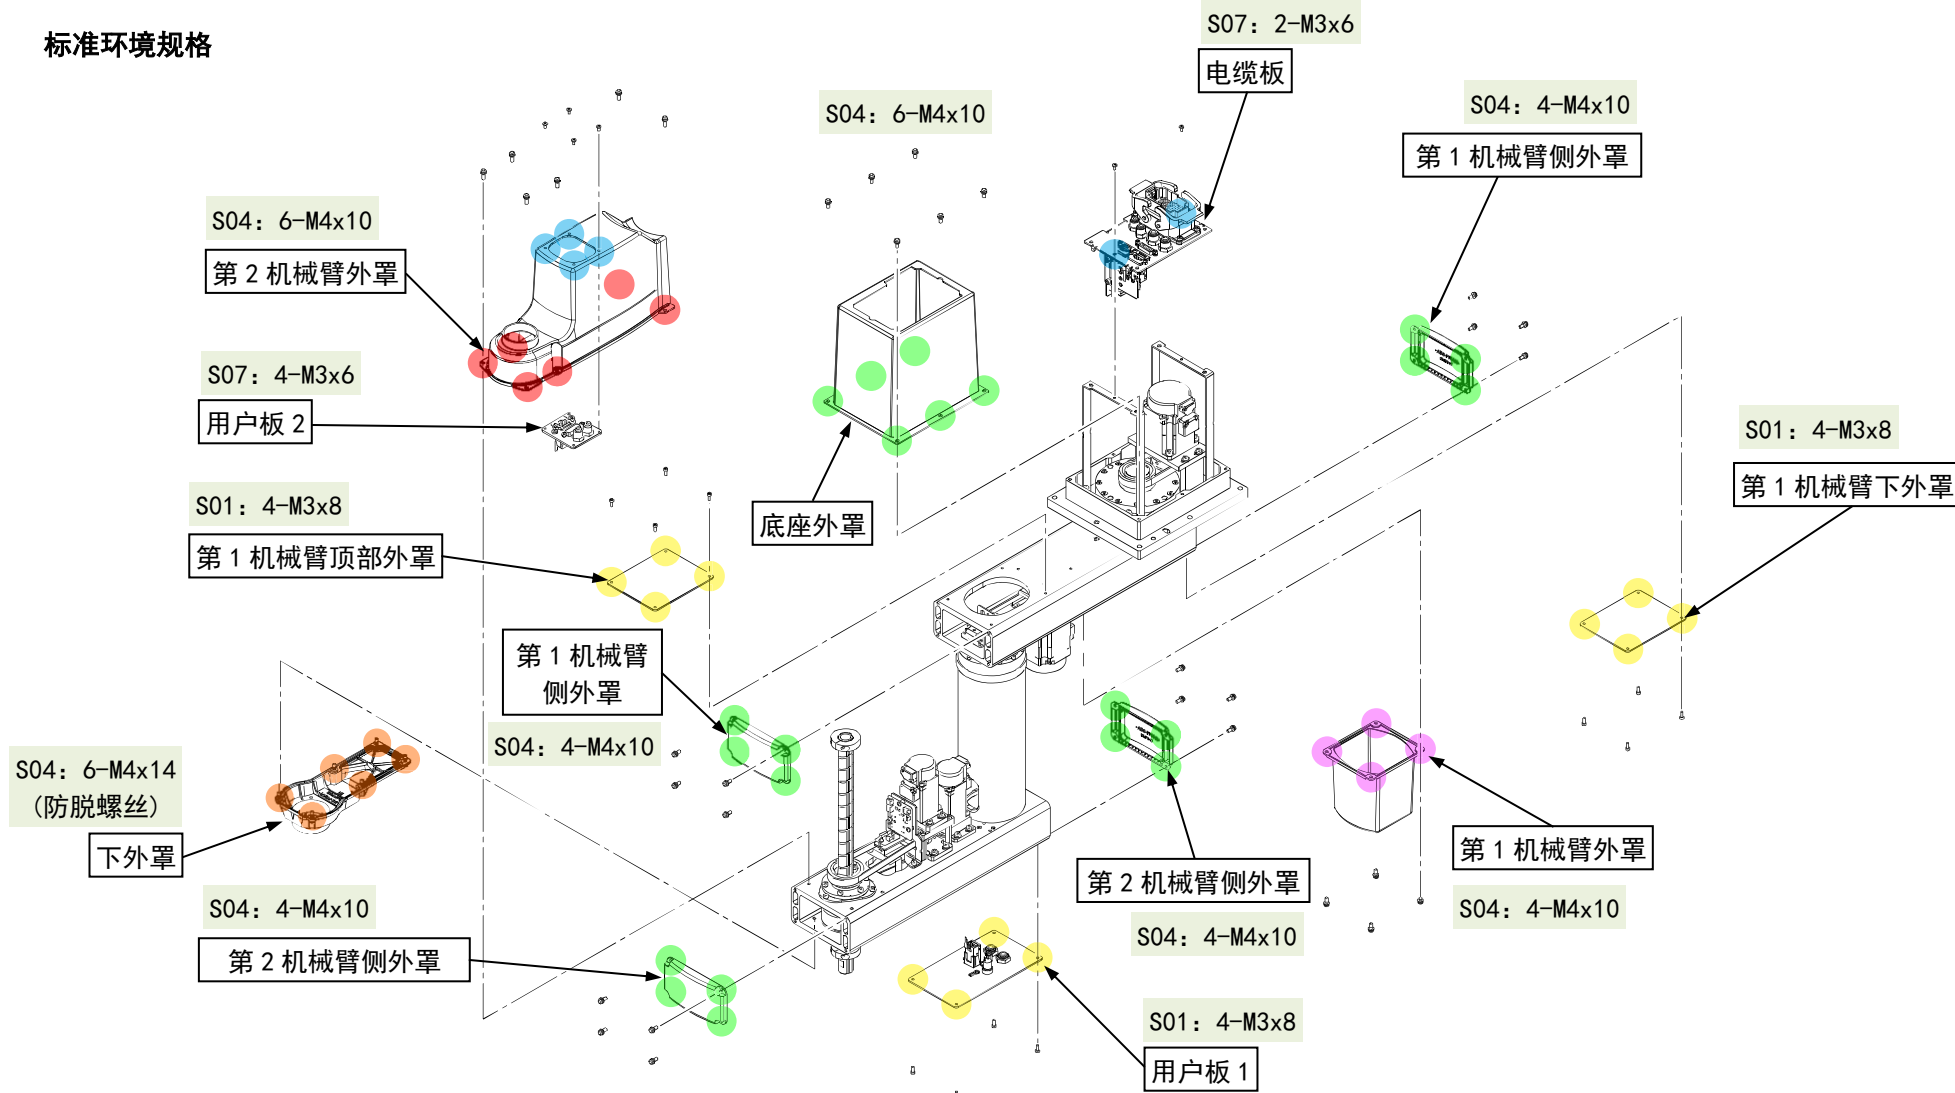 标准环境规格
S07: 2-M3x6
电缆板
S04: 6-M4x10
S04: 4-M4x10
第1机械臂侧外罩
S04: 6-M4x10
第2机械臂外罩
S07: 4-M3x6
用户板2
S01: 4-M3x8
第1机械臂下外罩
S01: 4-M3x8
第1机械臂顶部外罩
底座外罩
第1机械臂
侧外罩
S04: 4-M4x10
S04: 6-M4x14
(防脱螺丝)
下外罩
第1机械臂外罩
S04: 4-M4x10
第2机械臂侧外罩
S04: 4-M4x10
S04: 4-M4x10
第2机械臂侧外罩
S01: 4-M3x8
用户板1